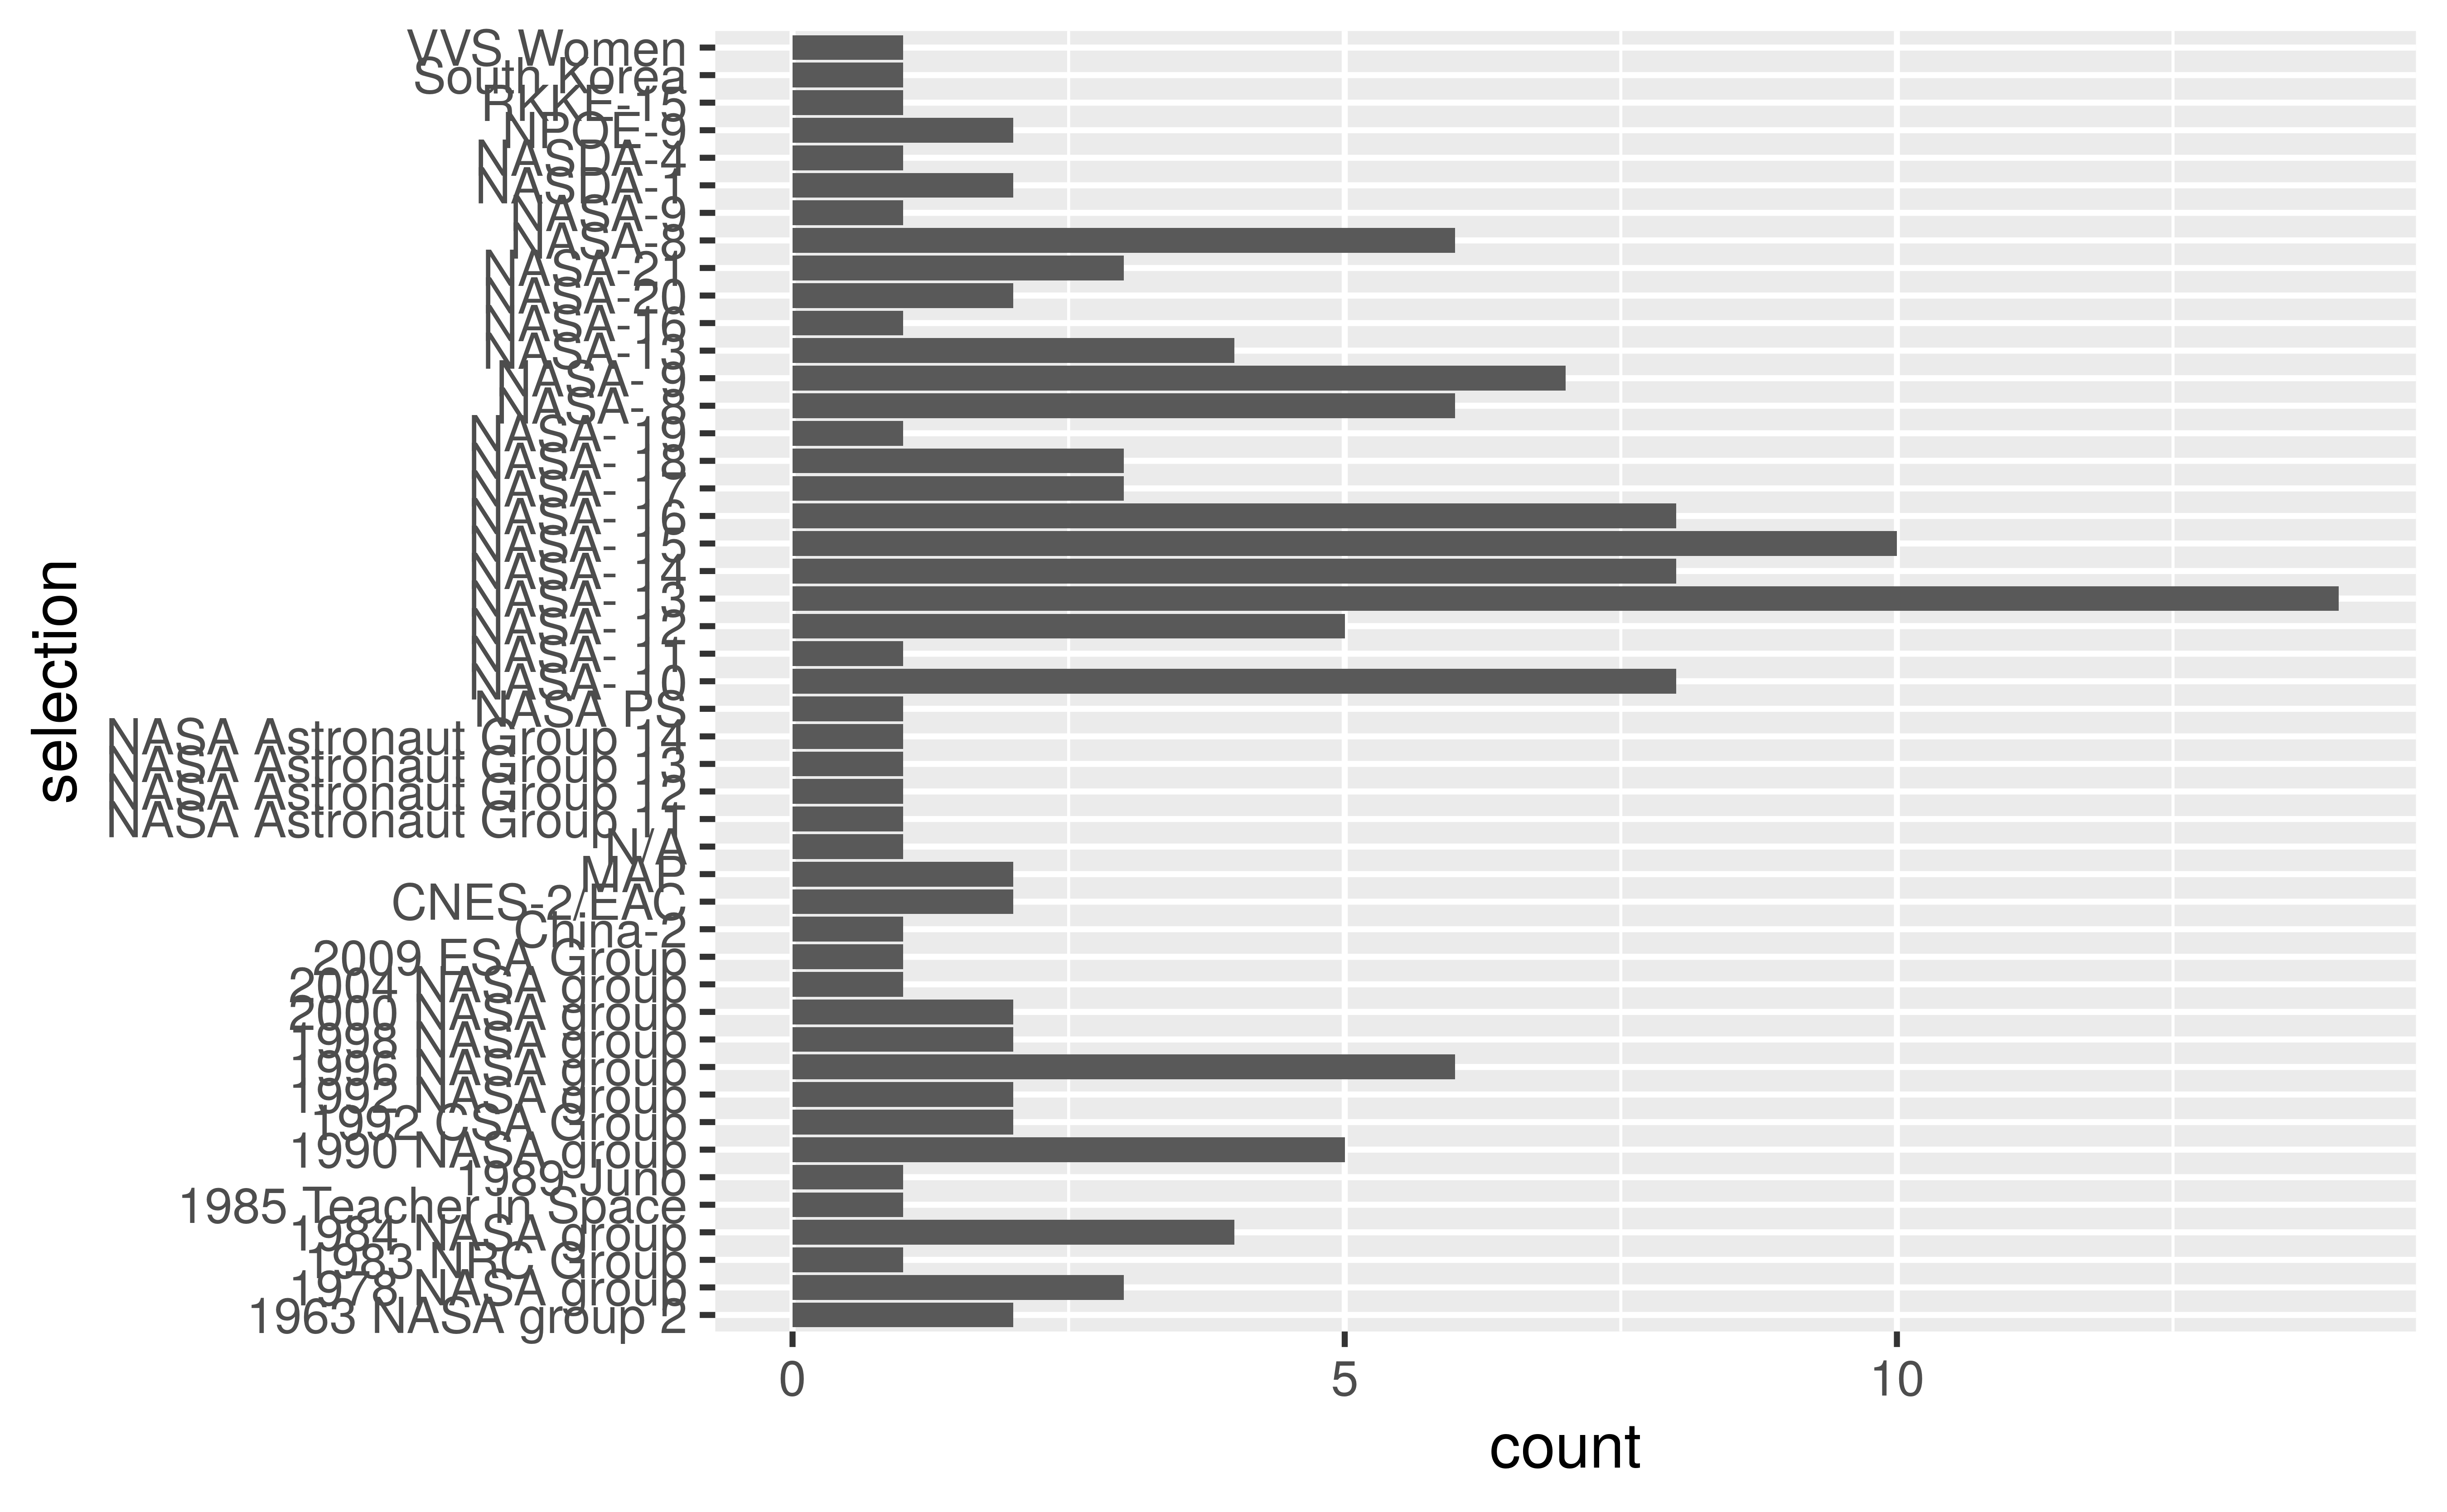 VVS Women
South Korea
RKKE-15
NPOE-9
NASDA-4
NASDA-1
NASA-9
NASA-8
NASA-21
NASA-20
NASA-16
NASA-13
NASA- 9
NASA- 8
NASA- 19
NASA- 18
NASA- 17
NASA- 16
NASA- 15
NASA- 14
NASA- 13
NASA- 12
NASA- 11
NASA- 10
NASA PS
NASA Astronaut Group 14
NASA Astronaut Group 13
NASA Astronaut Group 12
NASA Astronaut Group 11
N/A
MAP
CNES-2/EAC
China-2
2009 ESA Group
2004 NASA group
2000 NASA group
1998 NASA group
1996 NASA group
1992 NASA group
1992 CSA Group
1990 NASA group
1989 Juno
1985 Teacher in Space
1984 NASA group
1983 NRC Group
1978 NASA group
1963 NASA group 2
selection
0 5 10
count